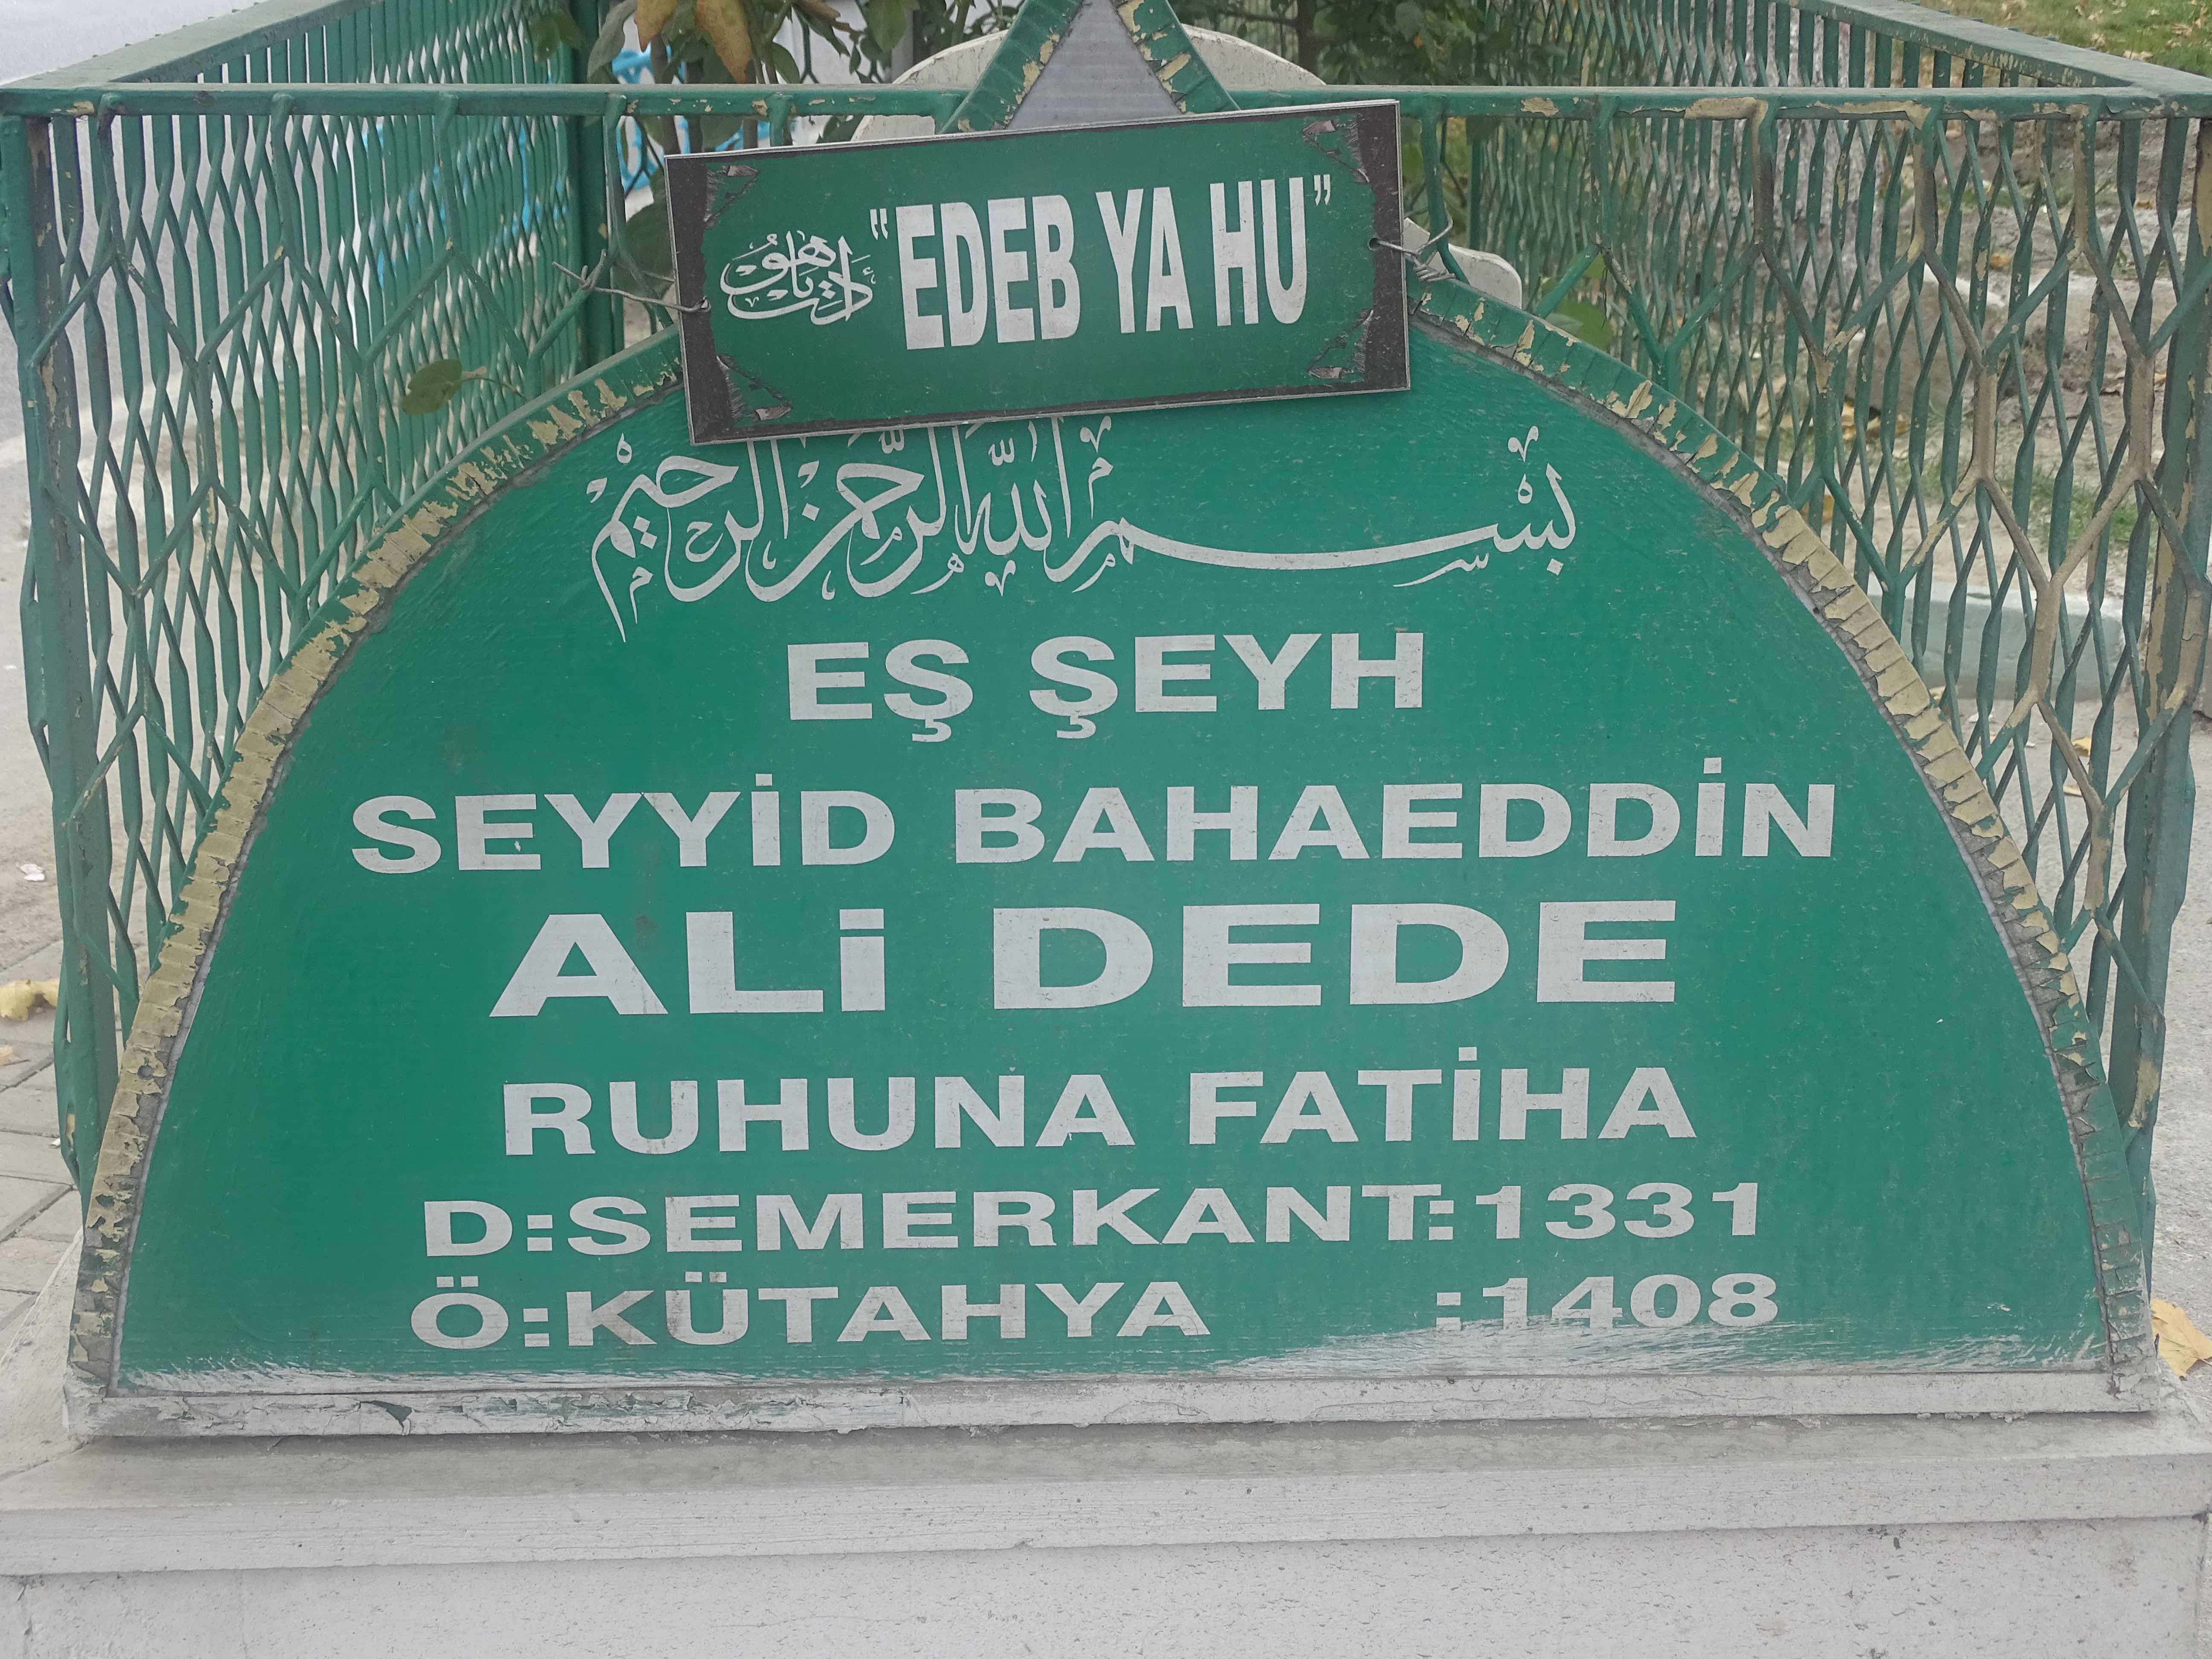 أدب يا هو "EDEB YA HU"
بسم الله الرحمن الرحيم
EŞ ŞEYH
SEYYİD BAHAEDDİN
ALİ DEDE
RUHUNA FATİHA
D:SEMERKANT:1331
Ö:KÜTAHYA :1408